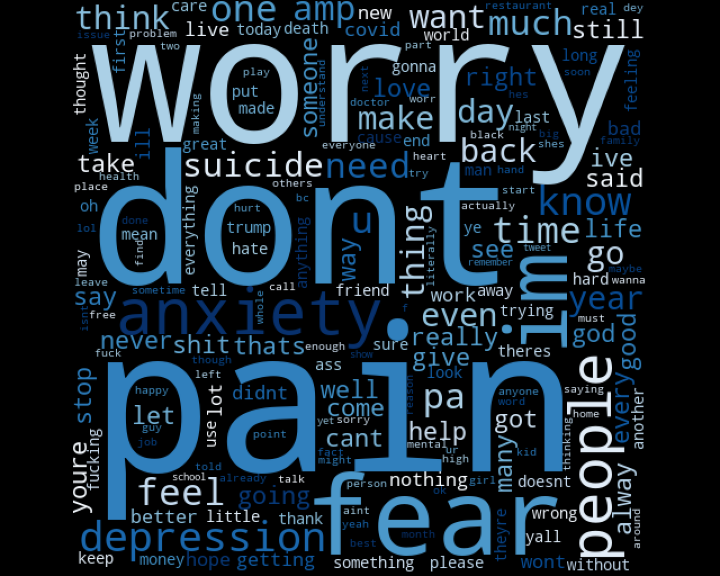 think care one amp new want restaurant real dey
issue problem live today death covid world much still
first two worry part long soon
thought play put made someone understand next gonna love right hes feeling
week ill making great doctor worr make day last night black big shes bad family
everyone cause end
take health suicide need heart try man hand back ive said
place others start know
oh lol done mean find everything hurt trump hate bc dont u way thing literally actually ye time life
may anything see remember tweet go maybe
leave sometime tell call friend work away hard wanna
say isnt free anxiety whole f even trying im year
must
never shit thats enough sure really theres god good
fuck though show ass give look
stop left happy didnt well reason pain pa anyone word saying people every another
let guy job use lot point come yet sorry cant help got home
youre fucking told fact might mental ur high many kid thinking
school already talk nothing girl doesnt
feel going person ok alway around
better little thank aint yeah fear theyre wrong yall
depression best month
keep money hope getting something please wont without